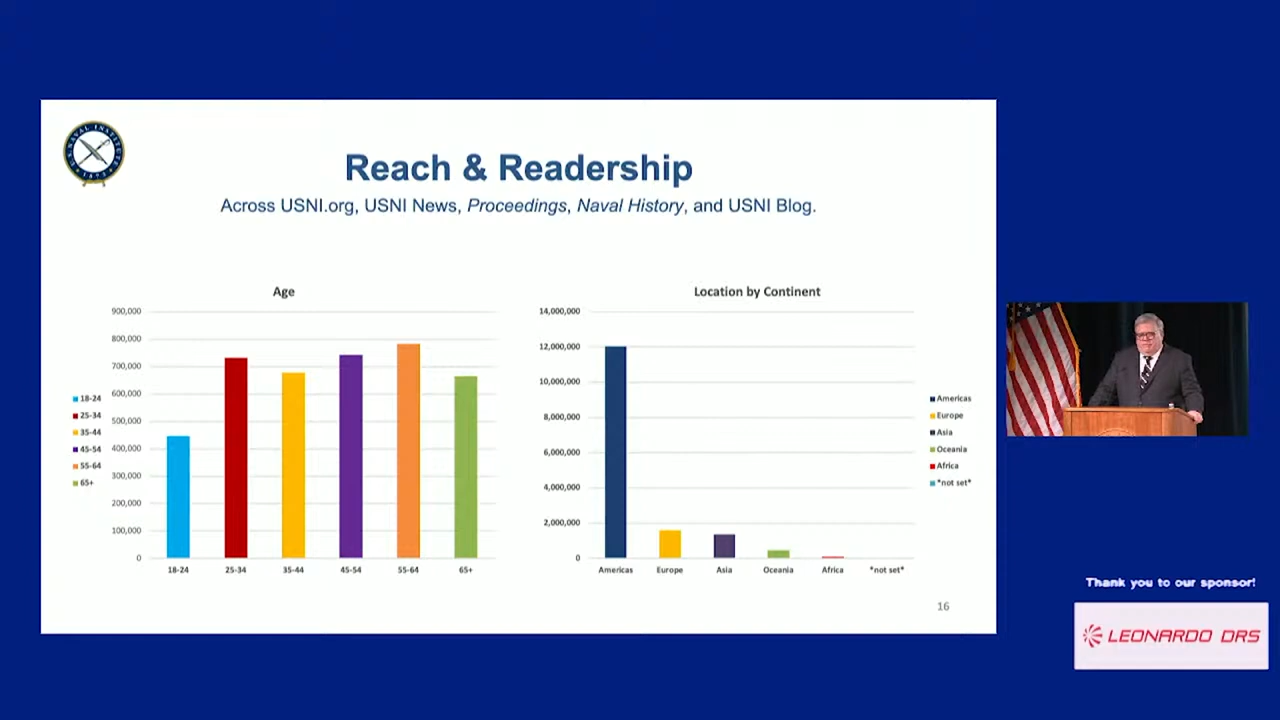 Reach & Readership
Across USNI.org, USNI News, Proceedings, Naval History, and USNI Blog.
Age
900,000
800,000
700,000
600,000
500,000
400,000
300,000
200,000
100,000
0
18-24
25-34
35-44
45-54
55-64
65+
18-24
25-34
35-44
45-54
55-64
65+
Location by Continent
14,000,000
12,000,000
10,000,000
8,000,000
6,000,000
4,000,000
2,000,000
0
Americas
Europe
Asia
Oceania
Africa
*not set*
Americas
Europe
Asia
Oceania
Africa
*not set*
16
U.S. NAVAL INSTITUTE
1873
Thank you to our sponsor!
LEONARDO DRS